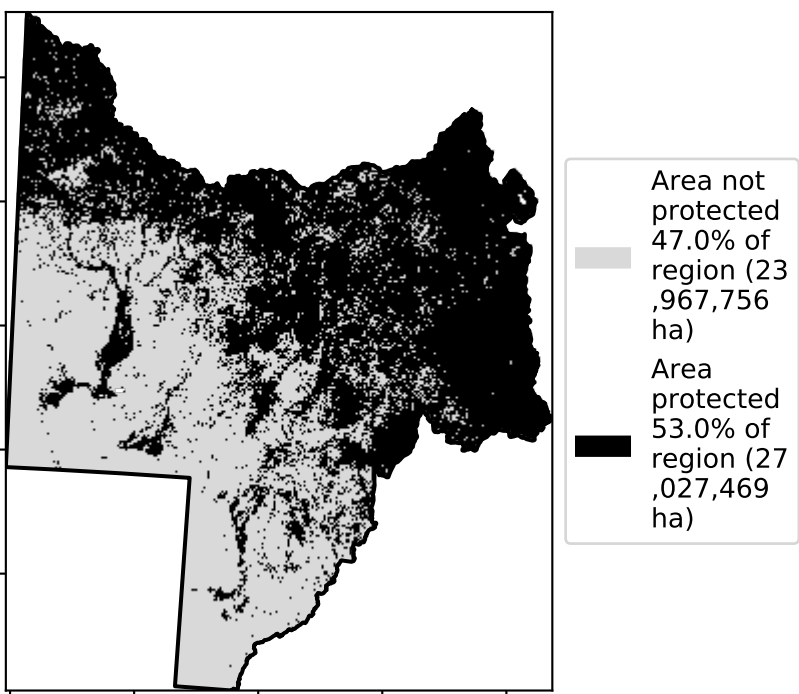 Area not
protected
47.0% of
region (23
,967,756
ha)
Area
protected
53.0% of
region (27
,027,469
ha)